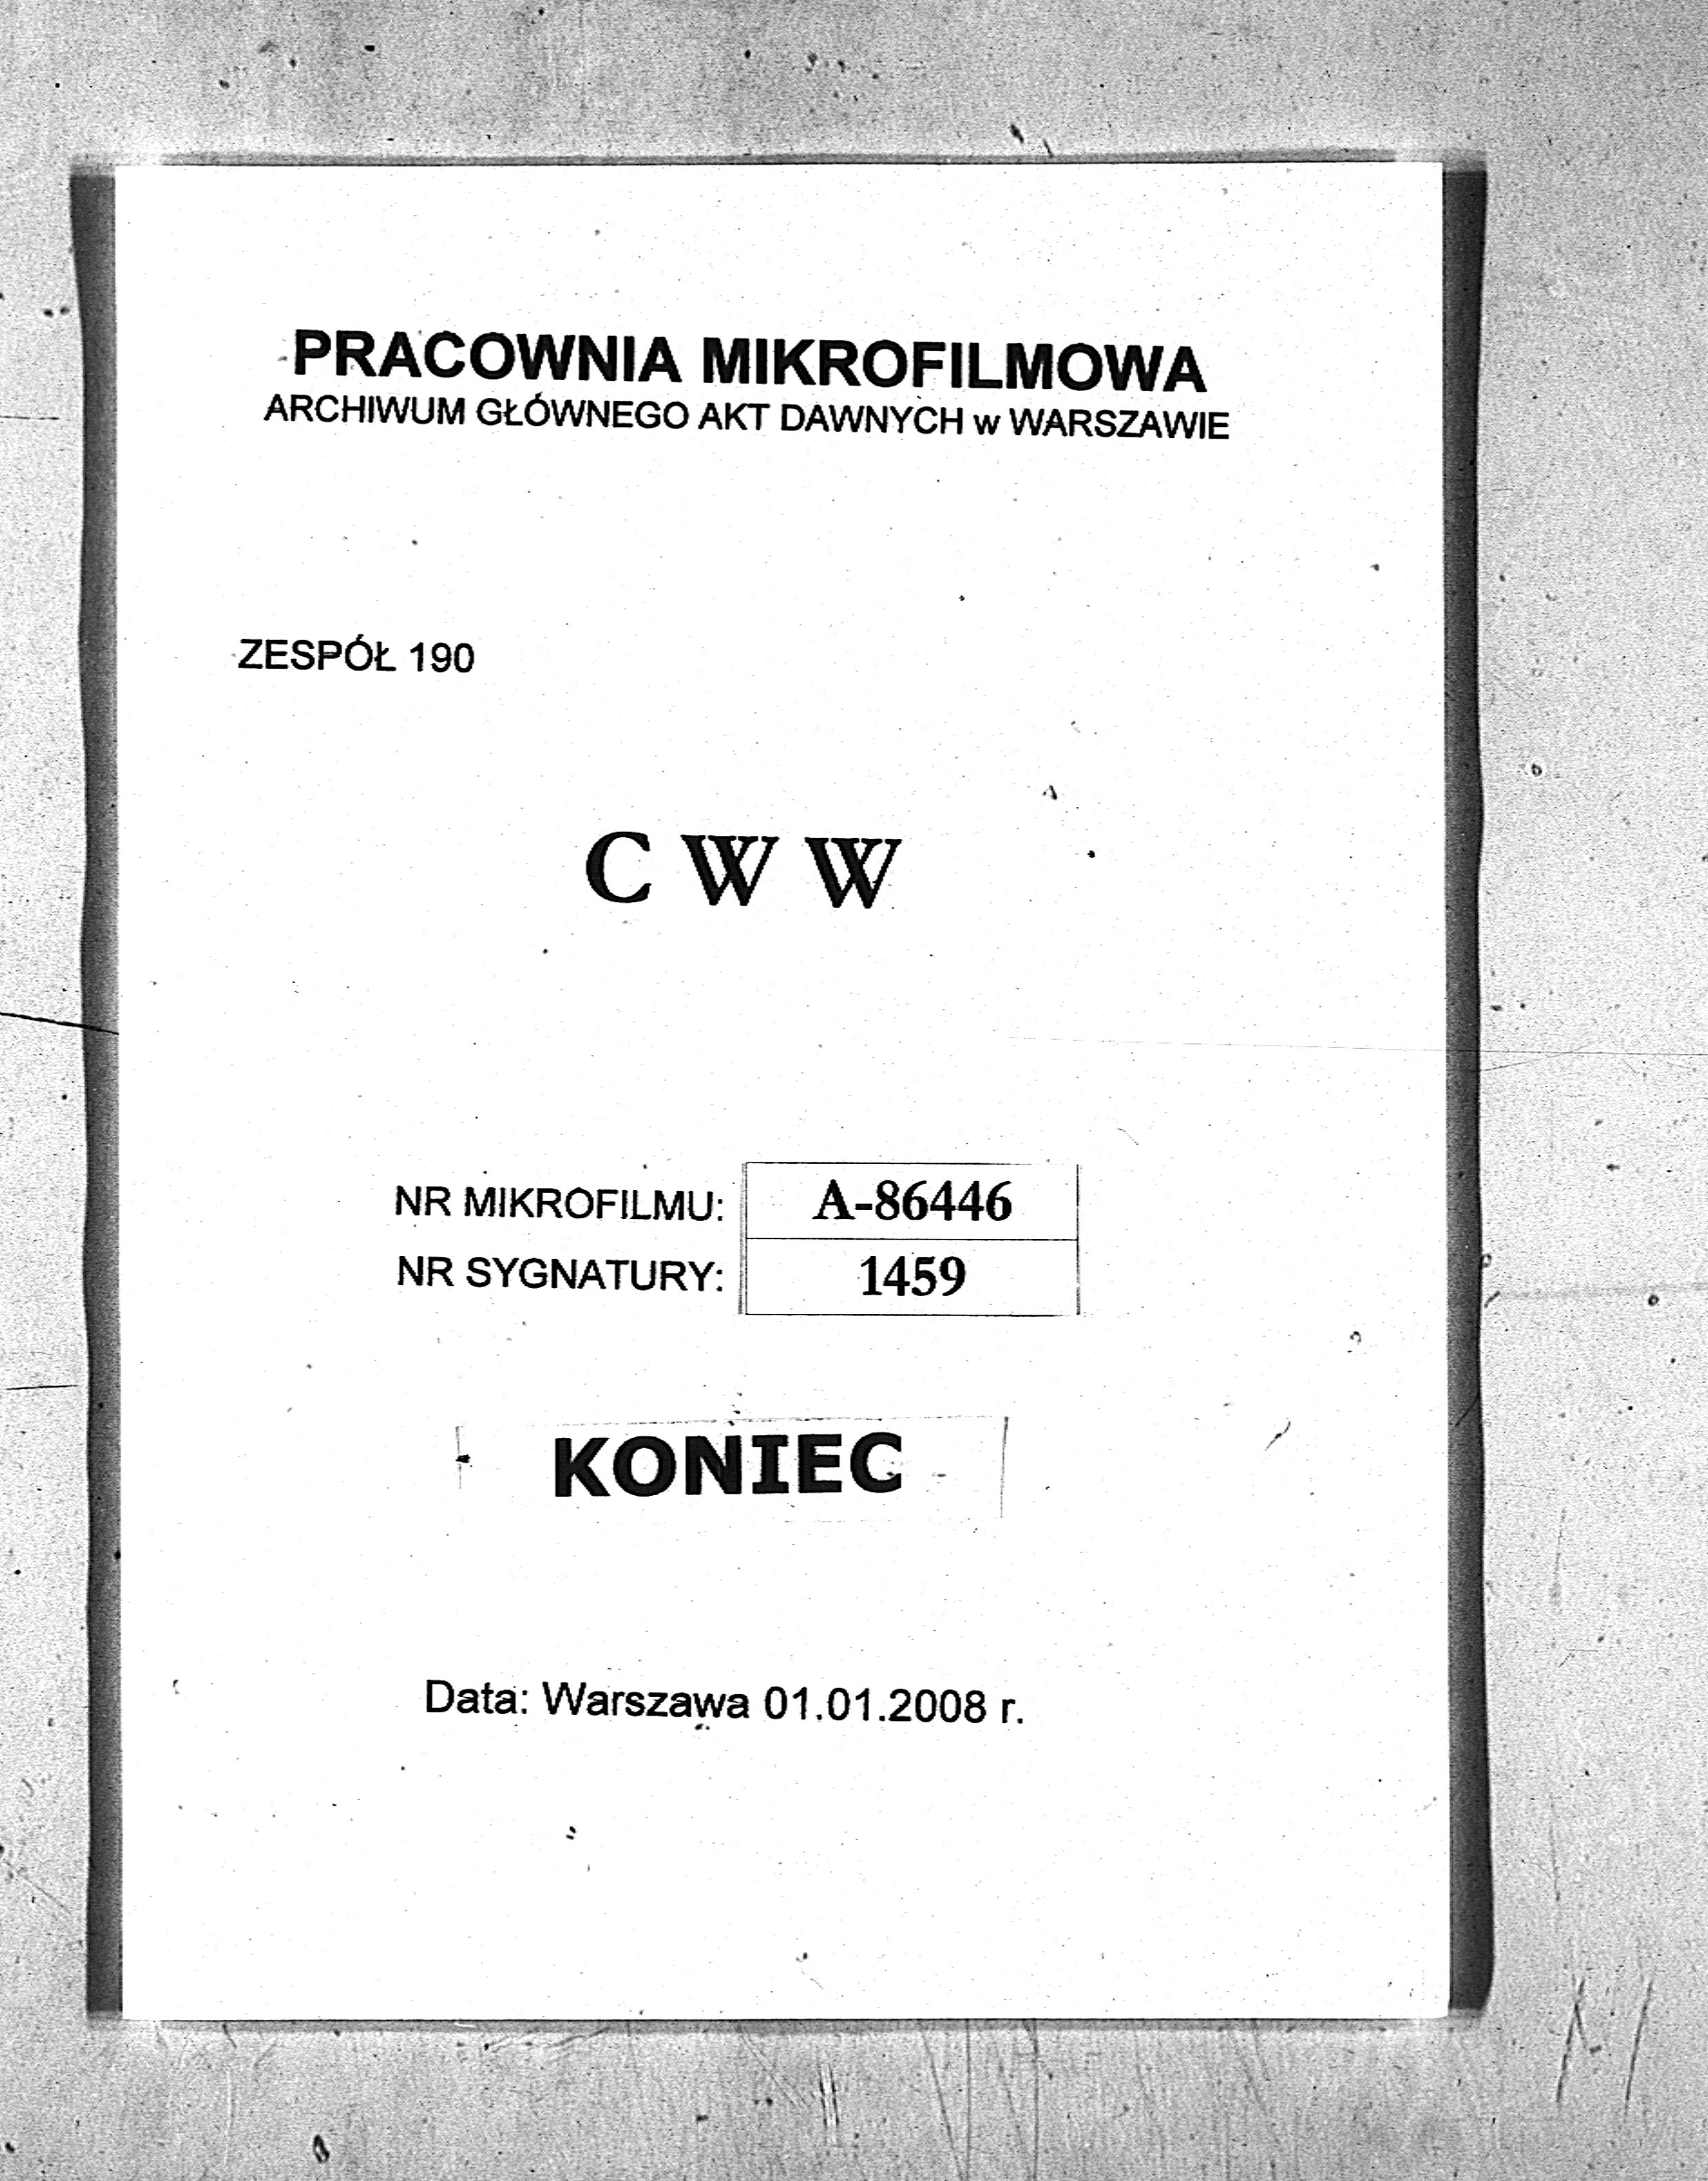 PRACOWNIA MIKROFILMOWA
ARCHIWUM GŁÓWNEGO AKT DAWNYCH w WARSZAWIE
ZESPÓŁ 190
C W W
NR MIKROFILMU: A-86446
NR SYGNATURY: 1459
KONIEC
Data: Warszawa 01.01.2008 r.